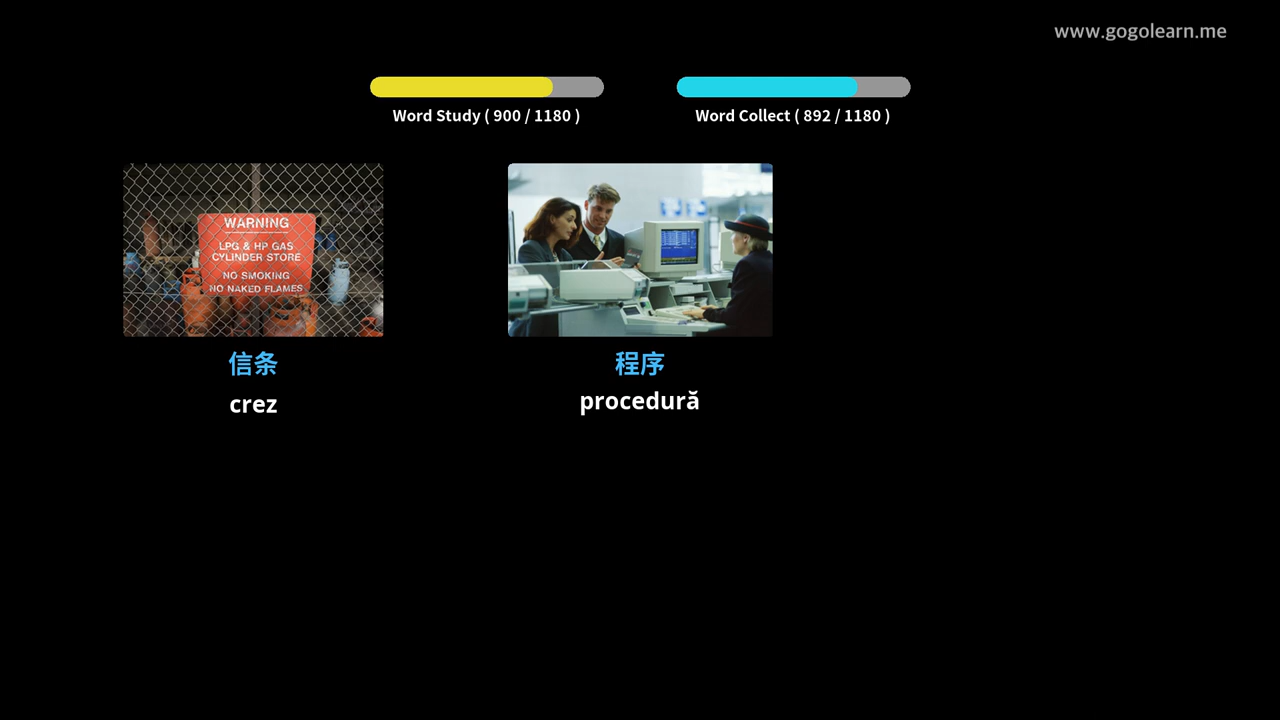 www.gogolearn.me
Word Study ( 900 / 1180 )
Word Collect ( 892 / 1180 )
WARNING
LPG & HP GAS
CYLINDER STORE
NO SMOKING
NO NAKED FLAMES
信条
crez
程序
procedură